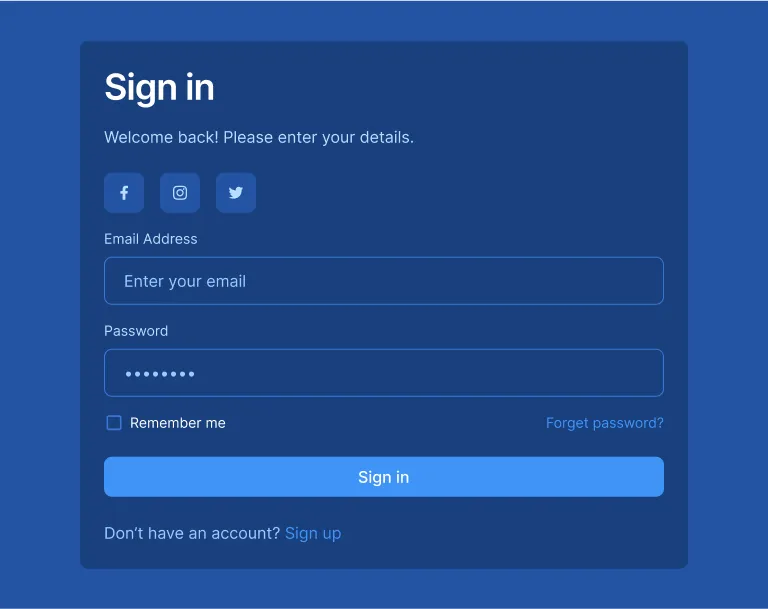 Sign in
Welcome back! Please enter your details.
Email Address
Enter your email
Password
••••••••
Remember me
Forget password?
Sign in
Don’t have an account? Sign up